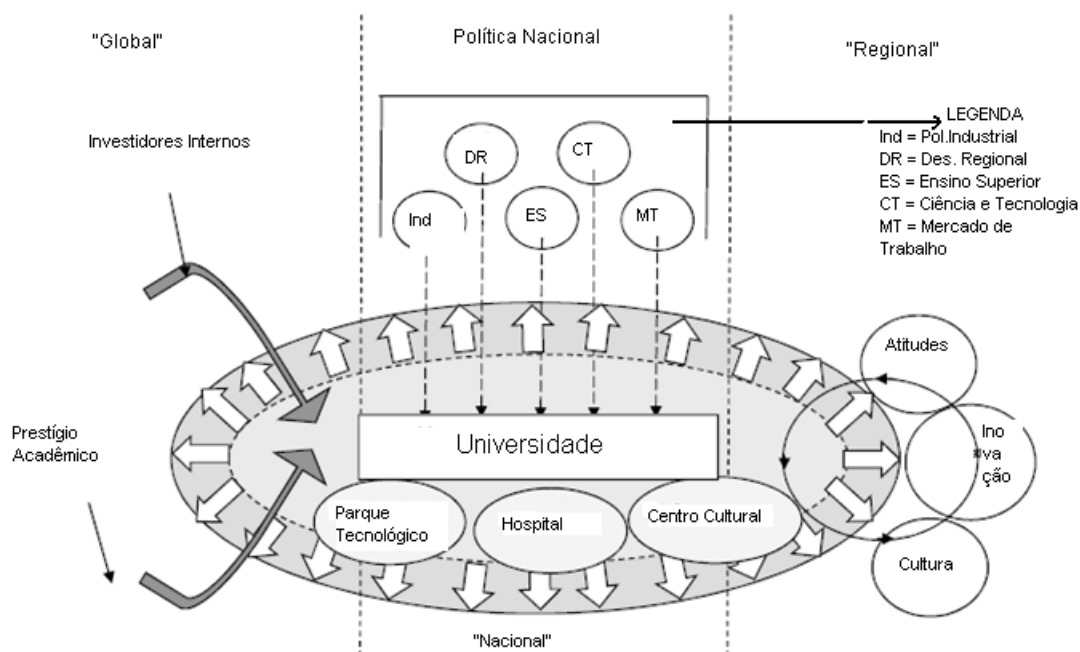 "Global"
Política Nacional
"Regional"
Investidores Internos
DR
CT
Ind
ES
MT
LEGENDA
Ind = Pol.Industrial
DR = Des. Regional
ES = Ensino Superior
CT = Ciência e Tecnologia
MT = Mercado de
Trabalho
Prestígio
Acadêmico
Universidade
Parque
Tecnológico
Hospital
Centro Cultural
Atitudes
Ino
va
ção
Cultura
"Nacional"